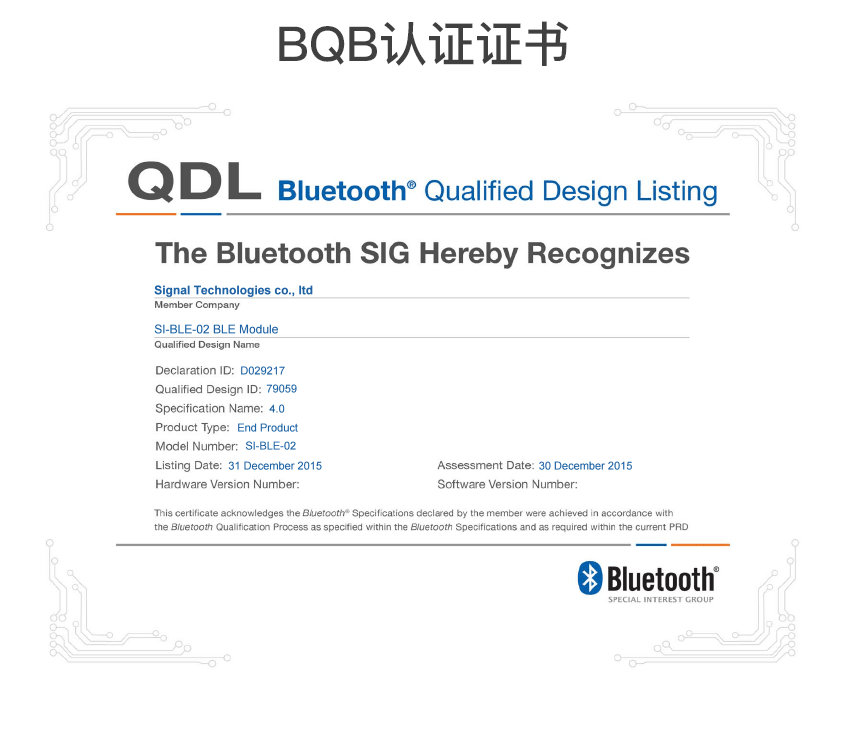 BQB认证证书
QDL Bluetooth® Qualified Design Listing
The Bluetooth SIG Hereby Recognizes
Signal Technologies co., ltd
Member Company
SI-BLE-02 BLE Module
Qualified Design Name
Declaration ID: D029217
Qualified Design ID: 79059
Specification Name: 4.0
Product Type: End Product
Model Number: SI-BLE-02
Listing Date: 31 December 2015 Assessment Date: 30 December 2015
Hardware Version Number: Software Version Number:
This certificate acknowledges the Bluetooth® Specifications declared by the member were achieved in accordance with
the Bluetooth Qualification Process as specified within the Bluetooth Specifications and as required within the current PRD
Bluetooth®
SPECIAL INTEREST GROUP